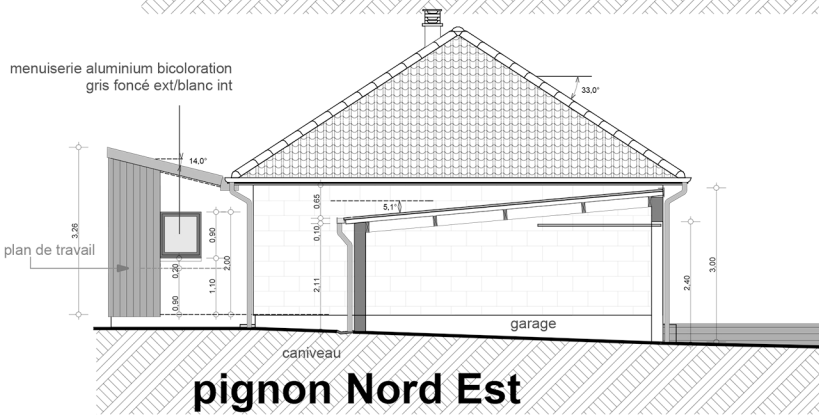 menuiserie aluminium bicoloration
gris foncé ext/blanc int
33,0°
14,0°
0,65
5,1°
0,10
3,26
0,90
plan de travail
0,20
2,00
3,00
2,40
2,11
1,10
0,90
garage
caniveau
pignon Nord Est